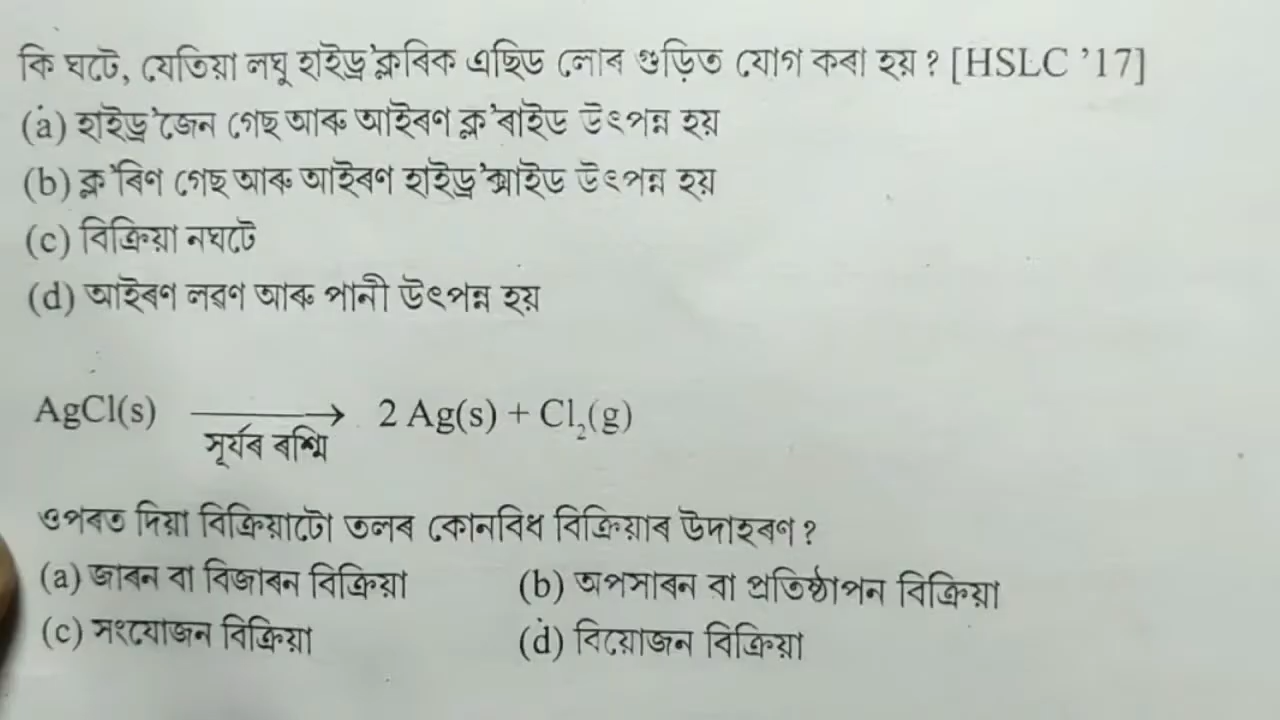 কি ঘটে, যেতিয়া লঘু হাইড্ৰ'ক্লৰিক এছিড লোৰ গুড়িত যোগ কৰা হয় ? [HSLC ’17]
(a) হাইড্ৰ'জেন গেছ আৰু আইৰণ ক্ল'ৰাইড উৎপন্ন হয়
(b) ক্ল'ৰিণ গেছ আৰু আইৰণ হাইড্ৰ'ক্সাইড উৎপন্ন হয়
(c) বিক্ৰিয়া নঘটে
(d) আইৰণ লৱণ আৰু পানী উৎপন্ন হয়
AgCl(s) ⟶ 2 Ag(s) + Cl₂(g)
সূৰ্যৰ ৰশ্মি
ওপৰত দিয়া বিক্ৰিয়াটো তলৰ কোনবিধ বিক্ৰিয়াৰ উদাহৰণ ?
(a) জাৰন বা বিজাৰন বিক্ৰিয়া (b) অপসাৰন বা প্ৰতিষ্ঠাপন বিক্ৰিয়া
(c) সংযোজন বিক্ৰিয়া (d) বিয়োজন বিক্ৰিয়া